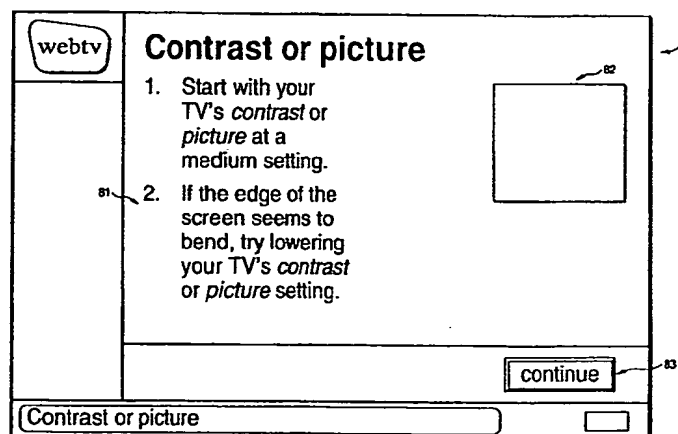 webtv
Contrast or picture
82
1. Start with your
TV's contrast or
picture at a
medium setting.
81
2. If the edge of the
screen seems to
bend, try lowering
your TV's contrast
or picture setting.
continue
83
Contrast or picture